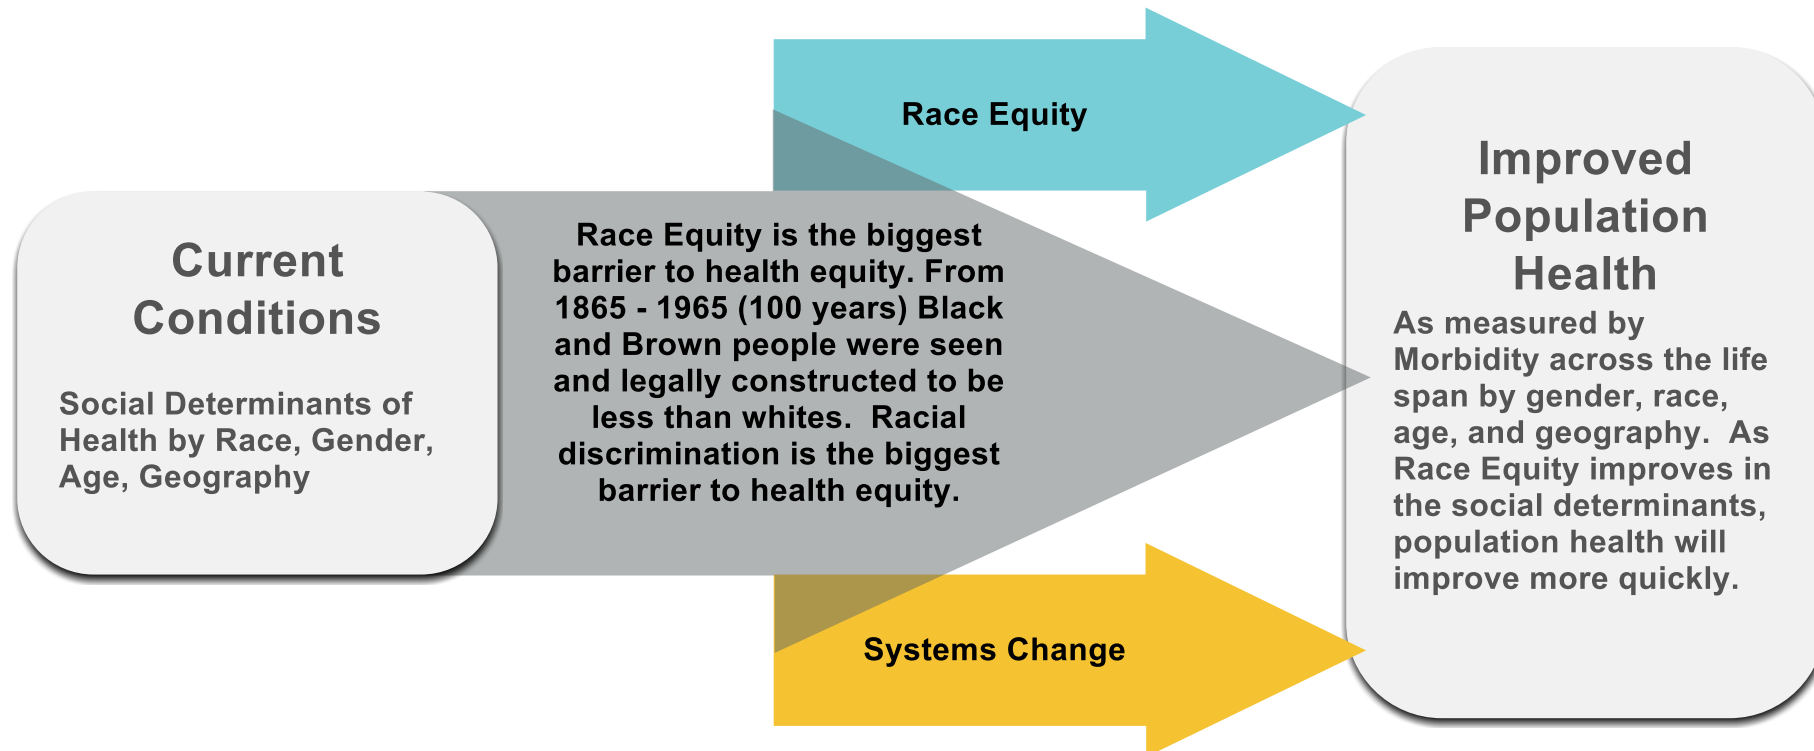 Race Equity
Current
Conditions
Social Determinants of
Health by Race, Gender,
Age, Geography
Race Equity is the biggest
barrier to health equity. From
1865 - 1965 (100 years) Black
and Brown people were seen
and legally constructed to be
less than whites.  Racial
discrimination is the biggest
barrier to health equity.
Systems Change
Improved
Population
Health
As measured by
Morbidity across the life
span by gender, race,
age, and geography.  As
Race Equity improves in
the social determinants,
population health will
improve more quickly.